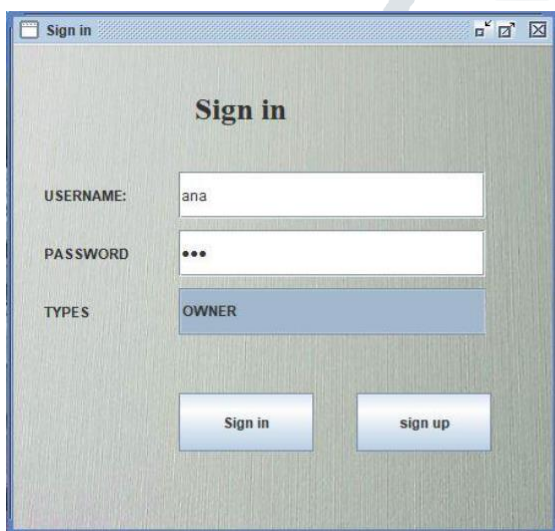 Sign in
Sign in
USERNAME: ana
PASSWORD •••
TYPES OWNER
Sign in sign up